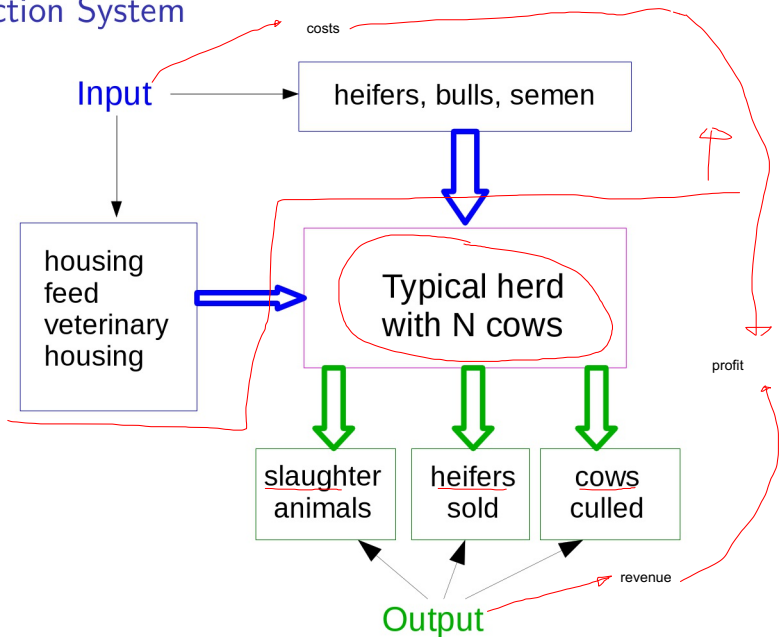 ction System
costs
Input
heifers, bulls, semen
housing
feed
veterinary
housing
Typical herd
with N cows
profit
slaughter
animals
heifers
sold
cows
culled
revenue
Output